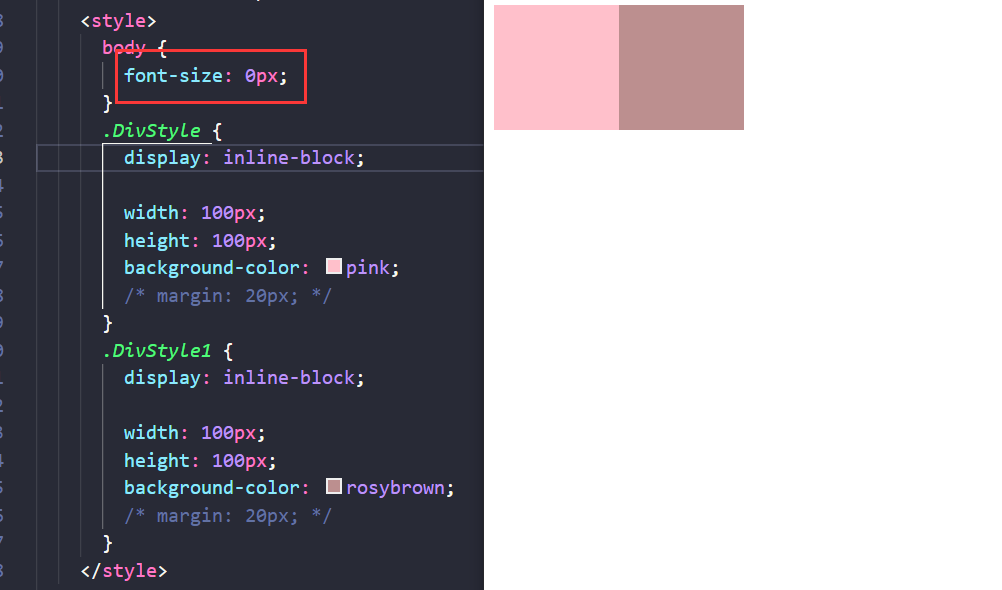 <style>
body {
font-size: 0px;
}
.DivStyle {
display: inline-block;
width: 100px;
height: 100px;
background-color: pink;
/* margin: 20px; */
}
.DivStyle1 {
display: inline-block;
width: 100px;
height: 100px;
background-color: rosybrown;
/* margin: 20px; */
}
</style>